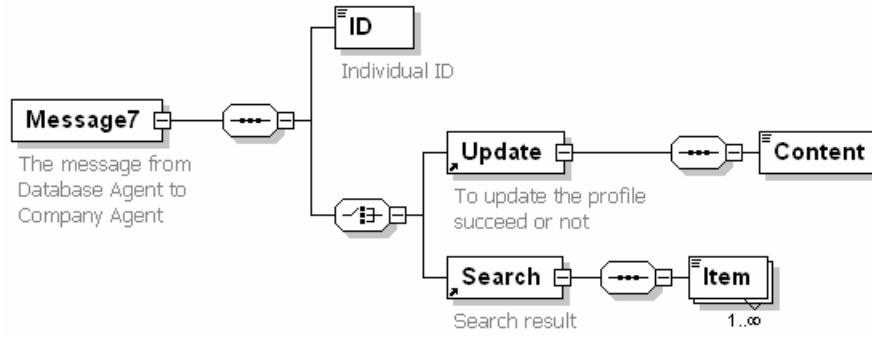 ID
Individual ID
Message7
The message from
Database Agent to
Company Agent
Update
Content
To update the profile
succeed or not
Search
Item
1..∞
Search result